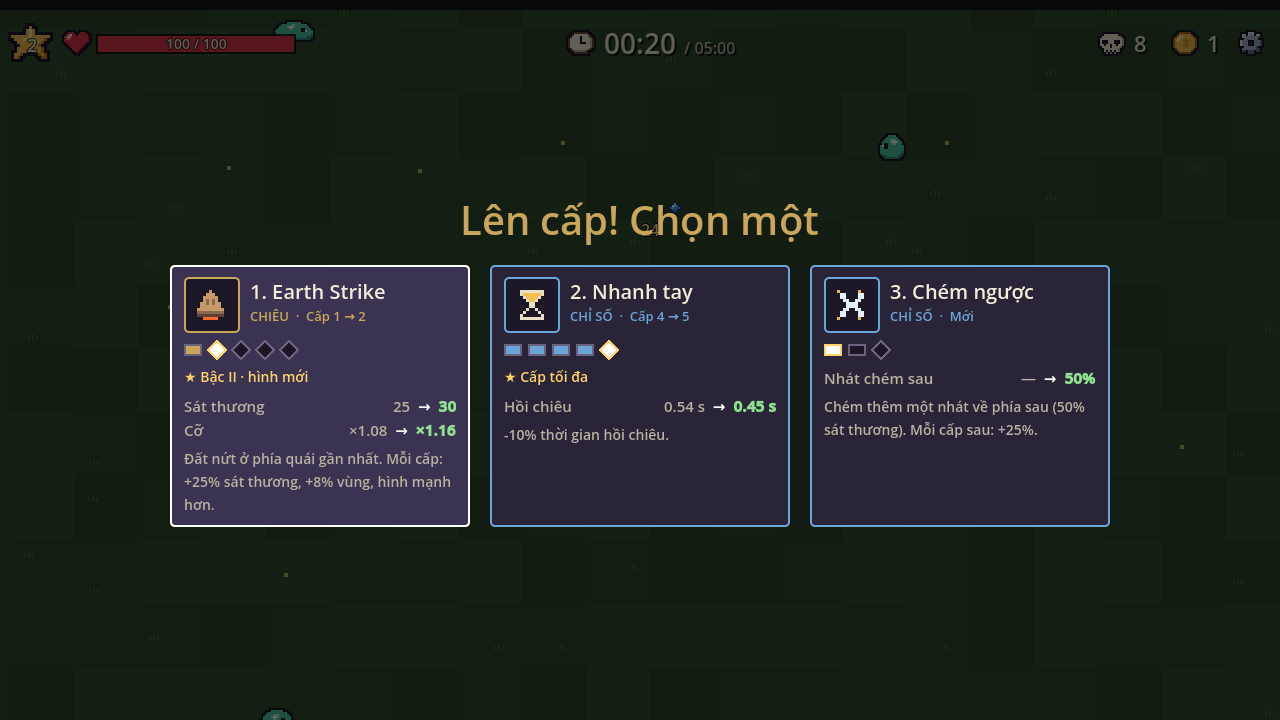 2
100 / 100
00:20 / 05:00
8
1
Lên cấp! Chọn một
24
1. Earth Strike
CHIÊU · Cấp 1 → 2
★ Bậc II · hình mới
Sát thương 25 → 30
Cỡ ×1.08 → ×1.16
Đất nứt ở phía quái gần nhất. Mỗi cấp:
+25% sát thương, +8% vùng, hình mạnh
hơn.
2. Nhanh tay
CHỈ SỐ · Cấp 4 → 5
★ Cấp tối đa
Hồi chiêu 0.54 s → 0.45 s
-10% thời gian hồi chiêu.
3. Chém ngược
CHỈ SỐ · Mới
Nhát chém sau — → 50%
Chém thêm một nhát về phía sau (50%
sát thương). Mỗi cấp sau: +25%.